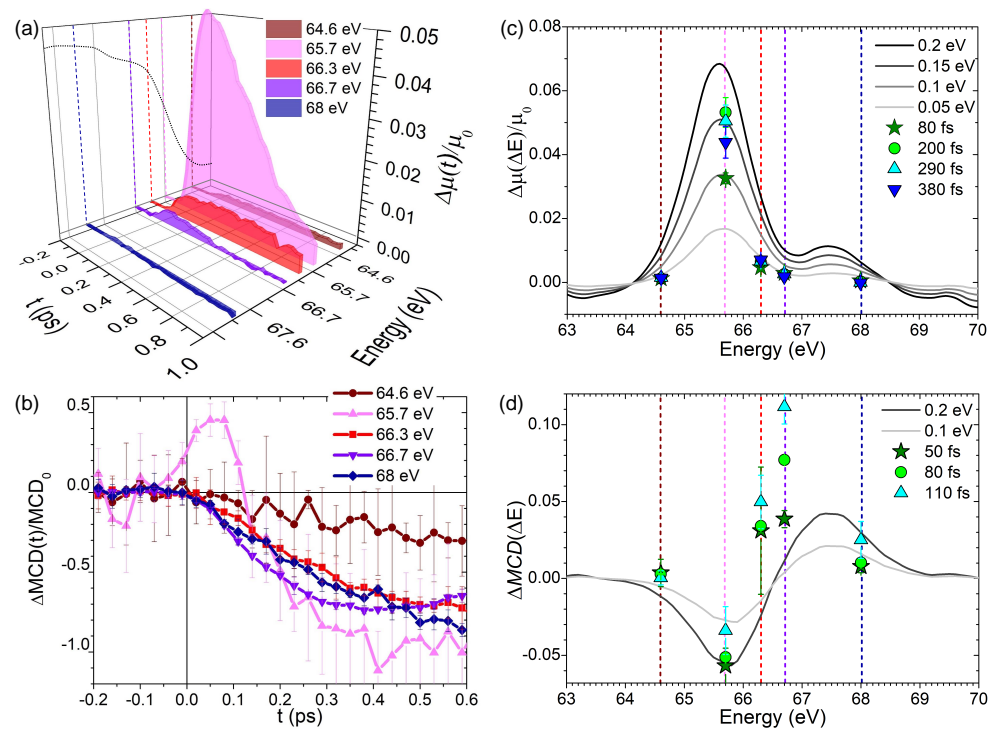 (a)
64.6 eV
65.7 eV
66.3 eV
66.7 eV
68 eV
0.05
0.04
0.03
0.02
0.01
0.00
Δμ(t)/μ0
-0.2
0.0
0.2
0.4
0.6
0.8
1.0
t (ps)
64.6
65.7
66.7
67.6
Energy (eV)
(c)
0.08
0.06
0.04
0.02
0.00
Δμ(ΔE)/μ0
0.2 eV
0.15 eV
0.1 eV
0.05 eV
80 fs
200 fs
290 fs
380 fs
63 64 65 66 67 68 69 70
Energy (eV)
(b)
0.5
0.0
-0.5
-1.0
ΔMCD(t)/MCD0
64.6 eV
65.7 eV
66.3 eV
66.7 eV
68 eV
-0.2 -0.1 0.0 0.1 0.2 0.3 0.4 0.5 0.6
t (ps)
(d)
0.10
0.05
0.00
-0.05
ΔMCD(ΔE)
0.2 eV
0.1 eV
50 fs
80 fs
110 fs
63 64 65 66 67 68 69 70
Energy (eV)